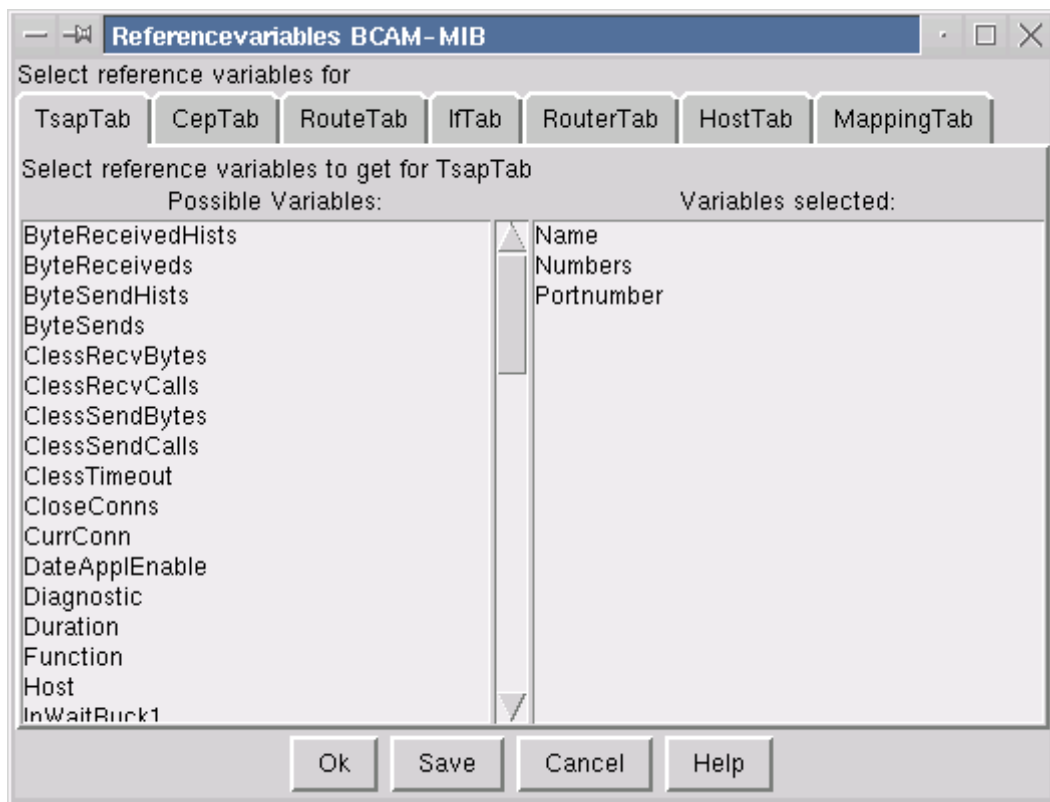 Referencevariables BCAM-MIB
Select reference variables for
TsapTab CepTab RouteTab IfTab RouterTab HostTab MappingTab
Select reference variables to get for TsapTab
Possible Variables: Variables selected:
ByteReceivedHists Name
ByteReceiveds Numbers
ByteSendHists Portnumber
ByteSends
ClessRecvBytes
ClessRecvCalls
ClessSendBytes
ClessSendCalls
ClessTimeout
CloseConns
CurrConn
DateApplEnable
Diagnostic
Duration
Function
Host
InWaitBuck1
Ok Save Cancel Help